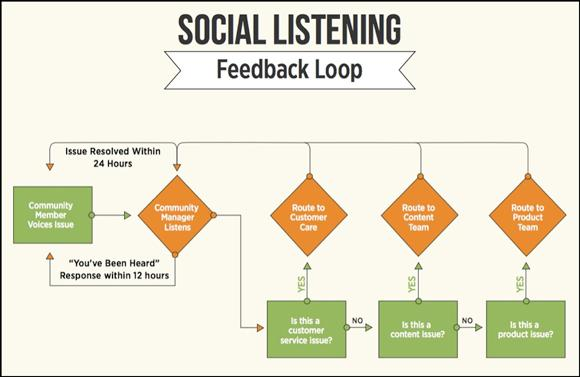 SOCIAL LISTENING
Feedback Loop
Issue Resolved Within
24 Hours
Community
Member
Voices Issue
Community
Manager
Listens
Route to
Customer
Care
Route to
Content
Team
Route to
Product
Team
“You’ve Been Heard”
Response within 12 hours
YES
YES
YES
Is this a
customer
service issue?
NO
Is this a
content issue?
NO
Is this a
product issue?